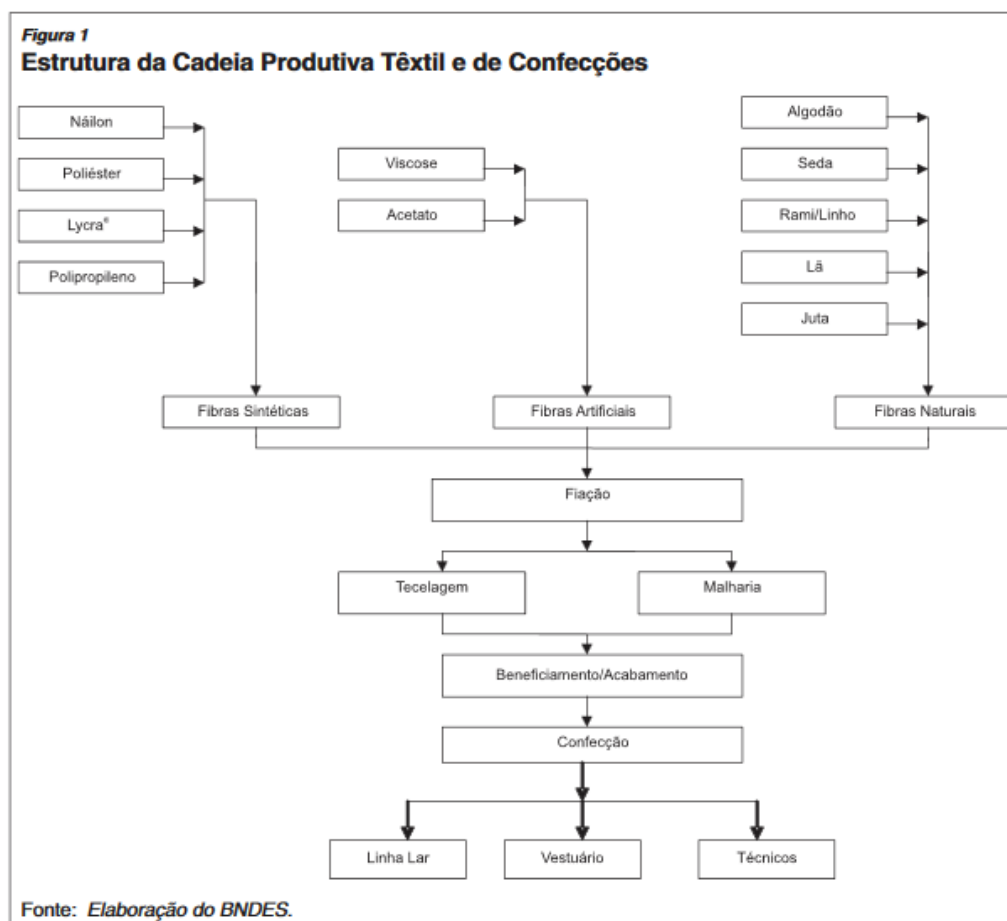 Figura 1
Estrutura da Cadeia Produtiva Têxtil e de Confecções
Náilon
Poliéster
Lycra®
Polipropileno
Viscose
Acetato
Algodão
Seda
Rami/Linho
Lã
Juta
Fibras Sintéticas
Fibras Artificiais
Fibras Naturais
Fiação
Tecelagem
Malharia
Beneficiamento/Acabamento
Confecção
Linha Lar
Vestuário
Técnicos
Fonte: Elaboração do BNDES.